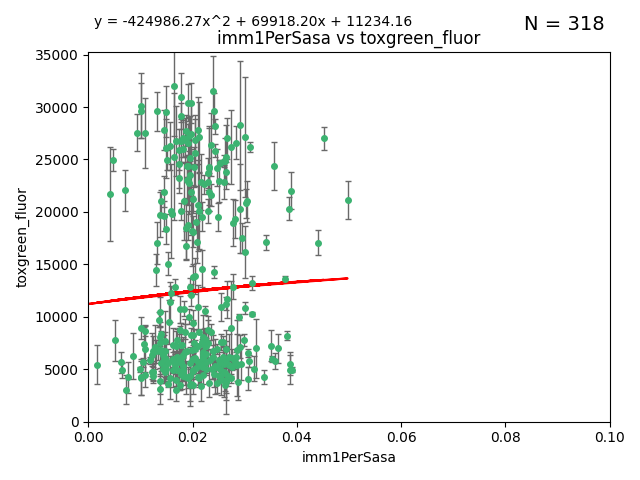 y = -424986.27x^2 + 69918.20x + 11234.16
N = 318
imm1PerSasa vs toxgreen_fluor
35000
30000
25000
20000
15000
10000
5000
0
toxgreen_fluor
0.00 0.02 0.04 0.06 0.08 0.10
imm1PerSasa